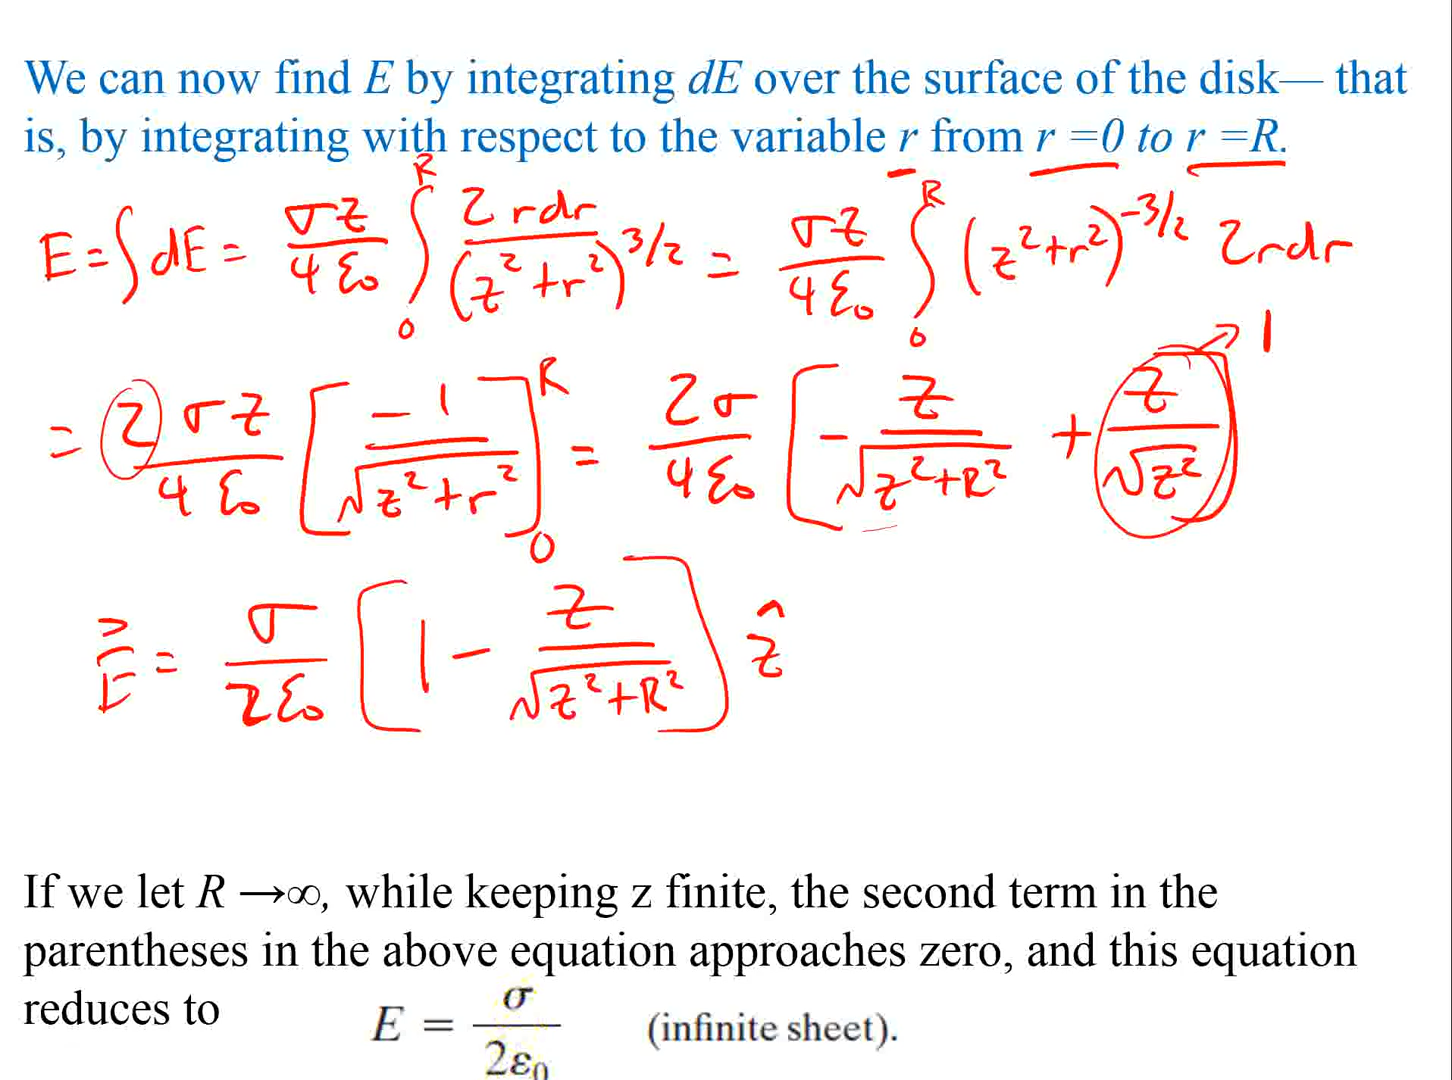 We can now find E by integrating dE over the surface of the disk— that
is, by integrating with respect to the variable r from r =0 to r =R.
E = ∫ dE = σz/4ε₀ ∫₀ᴿ 2rdr/(z²+r²)^3/2 = σz/4ε₀ ∫₀ᴿ (z²+r²)^-3/2 2rdr
= 2σz/4ε₀ [-1/√(z²+r²)]₀ᴿ = 2σ/4ε₀ [-z/√(z²+R²) + z/√z²] → 1
E⃗ = σ/2ε₀ [1 - z/√(z²+R²)] ẑ
If we let R →∞, while keeping z finite, the second term in the
parentheses in the above equation approaches zero, and this equation
reduces to E = σ/2ε₀ (infinite sheet).